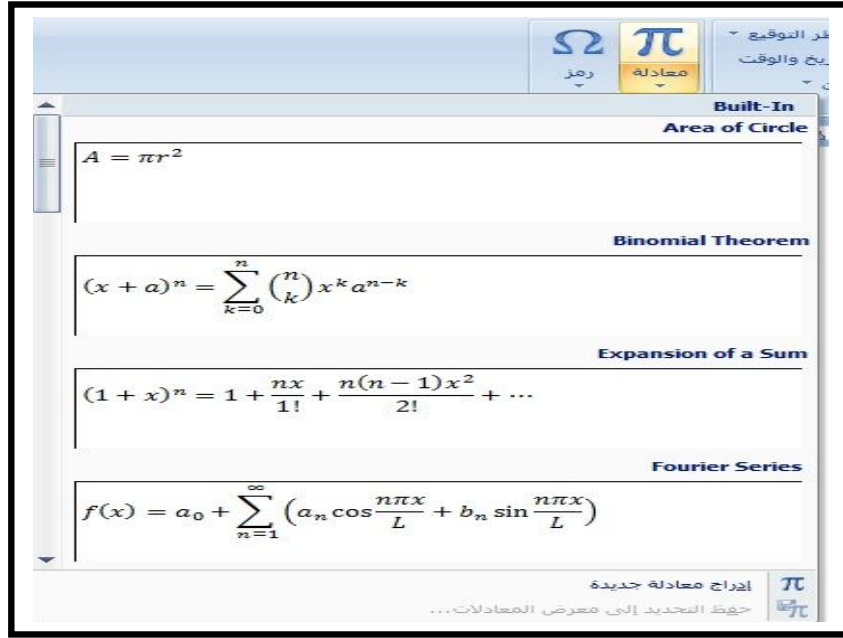 التوقيع
والوقت
معادلة
رمز
Built-In
Area of Circle
A = πr²
Binomial Theorem
(x + a)ⁿ = ∑ₖ₌₀ⁿ (n k) xᵏ aⁿ⁻ᵏ
Expansion of a Sum
(1 + x)ⁿ = 1 + nx/1! + n(n − 1)x²/2! + ⋯
Fourier Series
f(x) = a₀ + ∑ₙ₌₁^∞ (aₙ cos nπx/L + bₙ sin nπx/L)
إدراج معادلة جديدة
حفظ التحديد إلى معرض المعادلات...